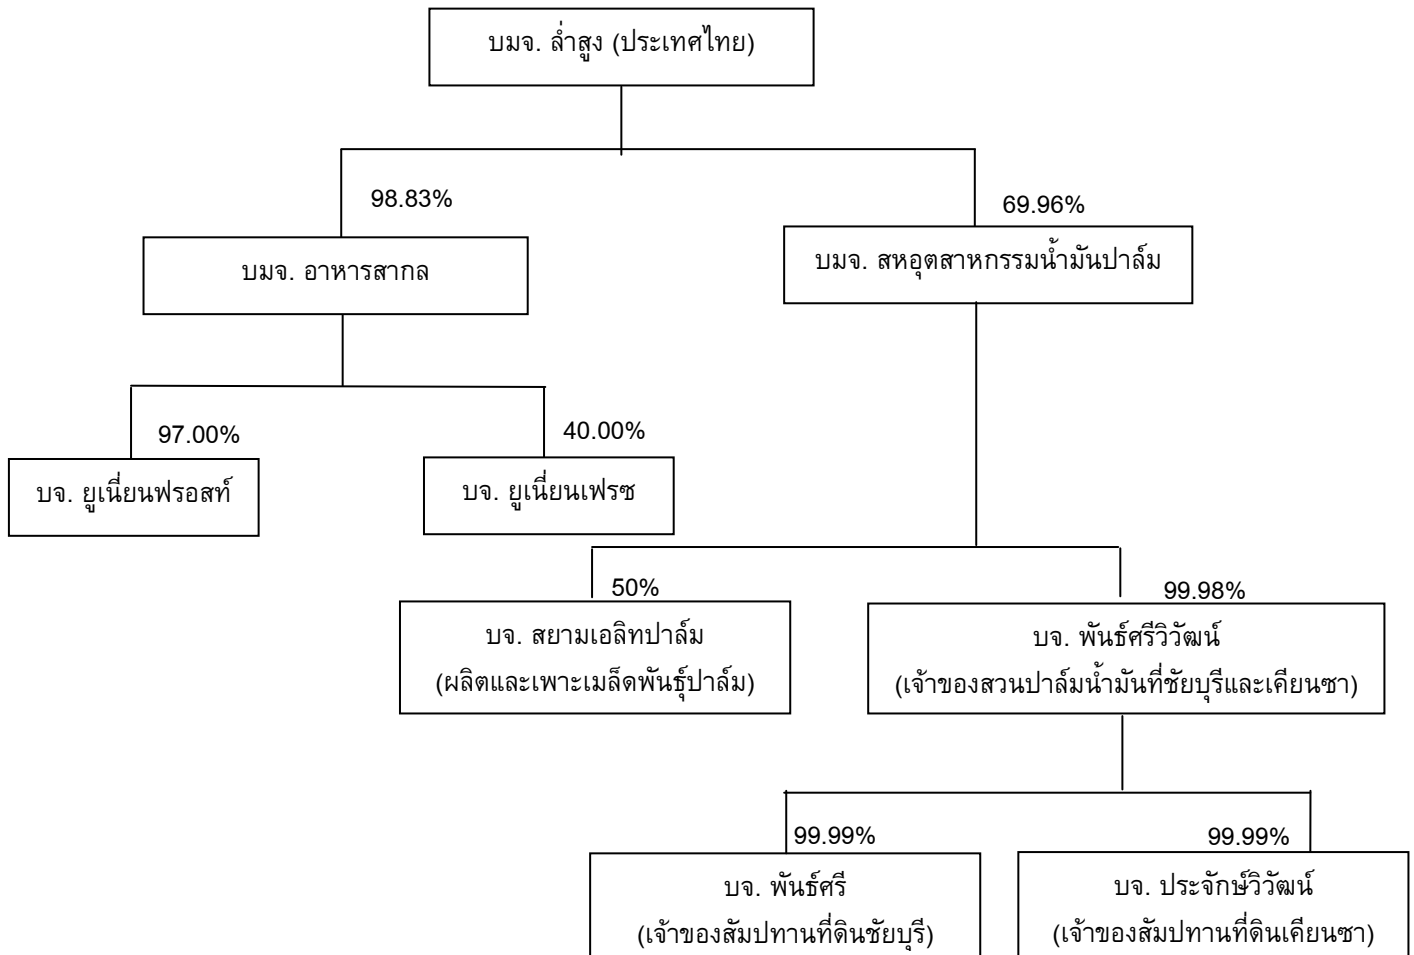 บมจ. ล่ำสูง (ประเทศไทย)
98.83%
69.96%
บมจ. อาหารสากล
บมจ. สหอุตสาหกรรมน้ำมันปาล์ม
97.00%
40.00%
บจ. ยูเนี่ยนฟรอสท์
บจ. ยูเนี่ยนเฟรซ
50%
99.98%
บจ. สยามเอลิทปาล์ม
(ผลิตและเพาะเมล็ดพันธุ์ปาล์ม)
บจ. พันธ์ศรีวิวัฒน์
(เจ้าของสวนปาล์มน้ำมันที่ชัยบุรีและเคียนซา)
99.99%
99.99%
บจ. พันธ์ศรี
(เจ้าของสัมปทานที่ดินชัยบุรี)
บจ. ประจักษ์วิวัฒน์
(เจ้าของสัมปทานที่ดินเคียนซา)